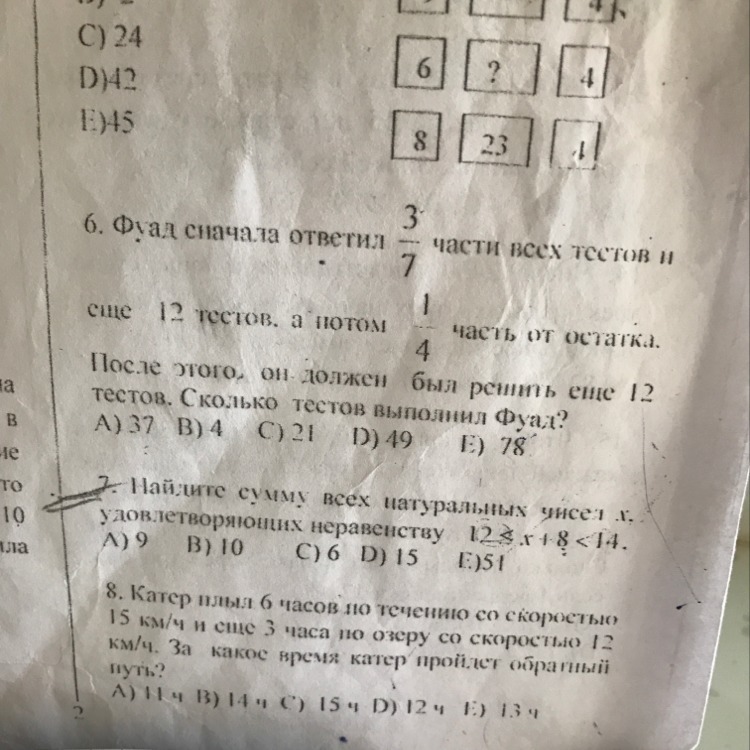 C) 24
D)42
E)45
4
6 ? 4
8 23
6. Фуад сначала ответил 3/7 части всех тестов и
еще 12 тестов, а потом 1/4 часть от остатка.
После этого, он должен был решить еще 12
тестов. Сколько тестов выполнил Фуад?
A) 37 B) 4 C) 21 D) 49 E) 78
7. Найдите сумму всех натуральных чисел x,
удовлетворяющих неравенству 12 ≤ x + 8 < 14.
A) 9 B) 10 C) 6 D) 15 E)51
8. Катер плыл 6 часов по течению со скоростью
15 км/ч и еще 3 часа по озеру со скоростью 12
км/ч. За какое время катер пройдет обратный
путь?
A) 11 ч B) 14 ч C) 15 ч D) 12 ч E) 13 ч
2
в
то
10